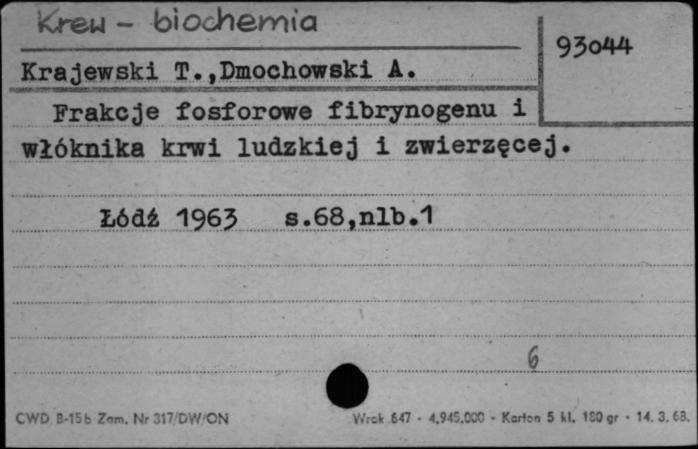 Krew - biochemia
93044
Krajewski T.,Dmochowski A.
Frakcje fosforowe fibrynogenu i
włóknika krwi ludzkiej i zwierzęcej.
Łódź 1963 s.68,nlb.1
6
CWD B-15b Zam. Nr 317/DW/ON Wrak 647 - 4.945.000 - Karton 5 kl. 180 gr - 14. 3. 68.